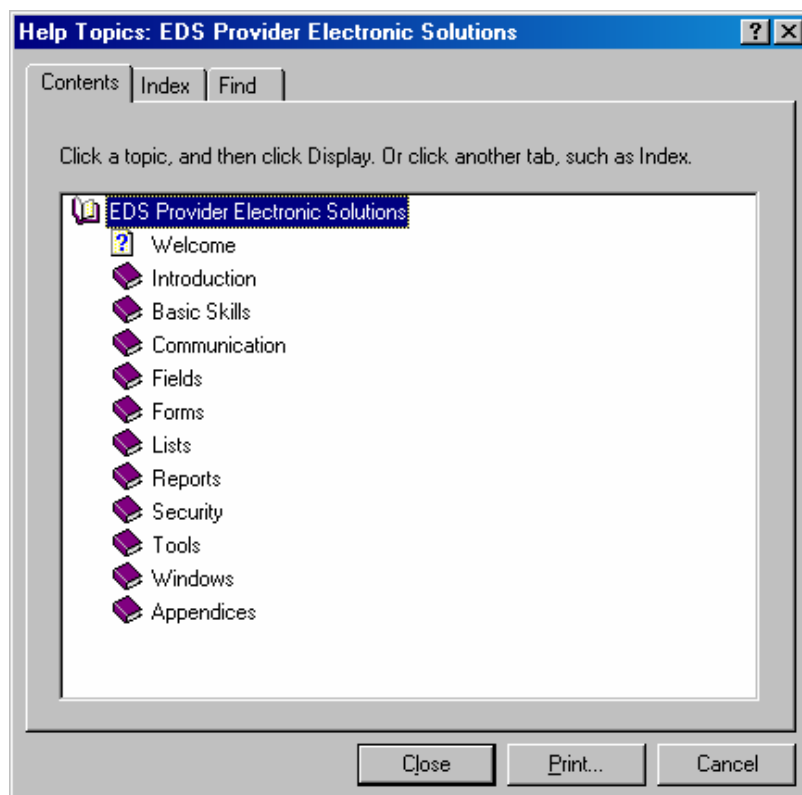 Help Topics: EDS Provider Electronic Solutions
Contents Index Find
Click a topic, and then click Display. Or click another tab, such as Index.
EDS Provider Electronic Solutions
Welcome
Introduction
Basic Skills
Communication
Fields
Forms
Lists
Reports
Security
Tools
Windows
Appendices
Close Print... Cancel